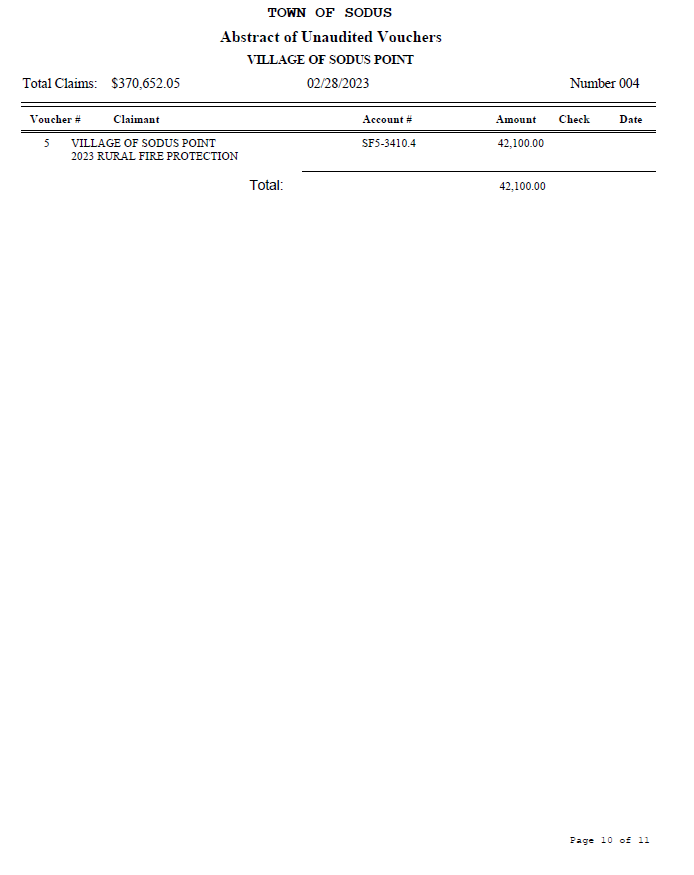 TOWN OF SODUS
Abstract of Unaudited Vouchers
VILLAGE OF SODUS POINT
Total Claims: $370,652.05 02/28/2023 Number 004
Voucher # Claimant Account # Amount Check Date
5 VILLAGE OF SODUS POINT SF5-3410.4 42,100.00
2023 RURAL FIRE PROTECTION
Total: 42,100.00
Page 10 of 11